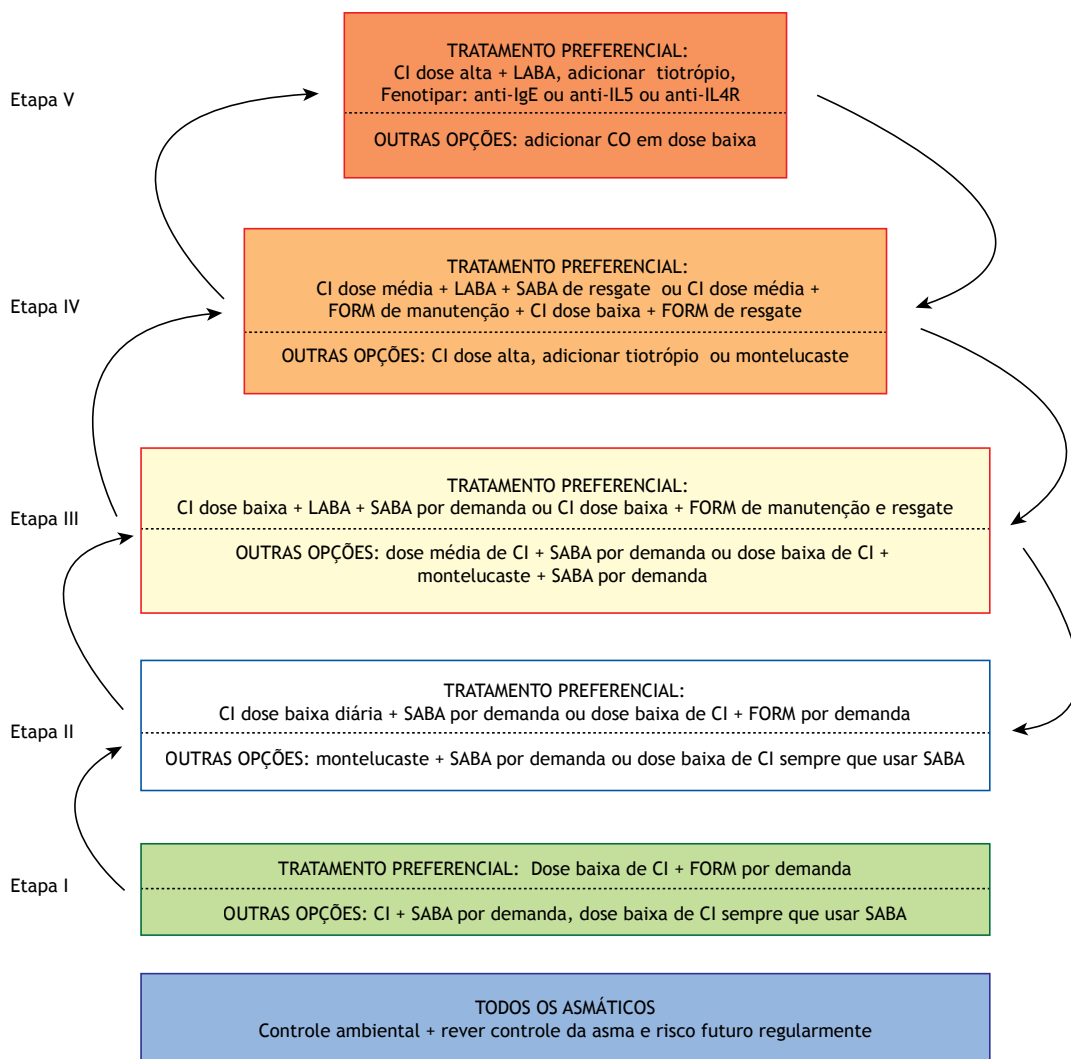 Etapa V
TRATAMENTO PREFERENCIAL:
CI dose alta + LABA, adicionar tiotrópio,
Fenotipar: anti-IgE ou anti-IL5 ou anti-IL4R
OUTRAS OPÇÕES: adicionar CO em dose baixa
Etapa IV
TRATAMENTO PREFERENCIAL:
CI dose média + LABA + SABA de resgate ou CI dose média +
FORM de manutenção + CI dose baixa + FORM de resgate
OUTRAS OPÇÕES: CI dose alta, adicionar tiotrópio ou montelucaste
Etapa III
TRATAMENTO PREFERENCIAL:
CI dose baixa + LABA + SABA por demanda ou CI dose baixa + FORM de manutenção e resgate
OUTRAS OPÇÕES: dose média de CI + SABA por demanda ou dose baixa de CI +
montelucaste + SABA por demanda
Etapa II
TRATAMENTO PREFERENCIAL:
CI dose baixa diária + SABA por demanda ou dose baixa de CI + FORM por demanda
OUTRAS OPÇÕES: montelucaste + SABA por demanda ou dose baixa de CI sempre que usar SABA
Etapa I
TRATAMENTO PREFERENCIAL: Dose baixa de CI + FORM por demanda
OUTRAS OPÇÕES: CI + SABA por demanda, dose baixa de CI sempre que usar SABA
TODOS OS ASMÁTICOS
Controle ambiental + rever controle da asma e risco futuro regularmente